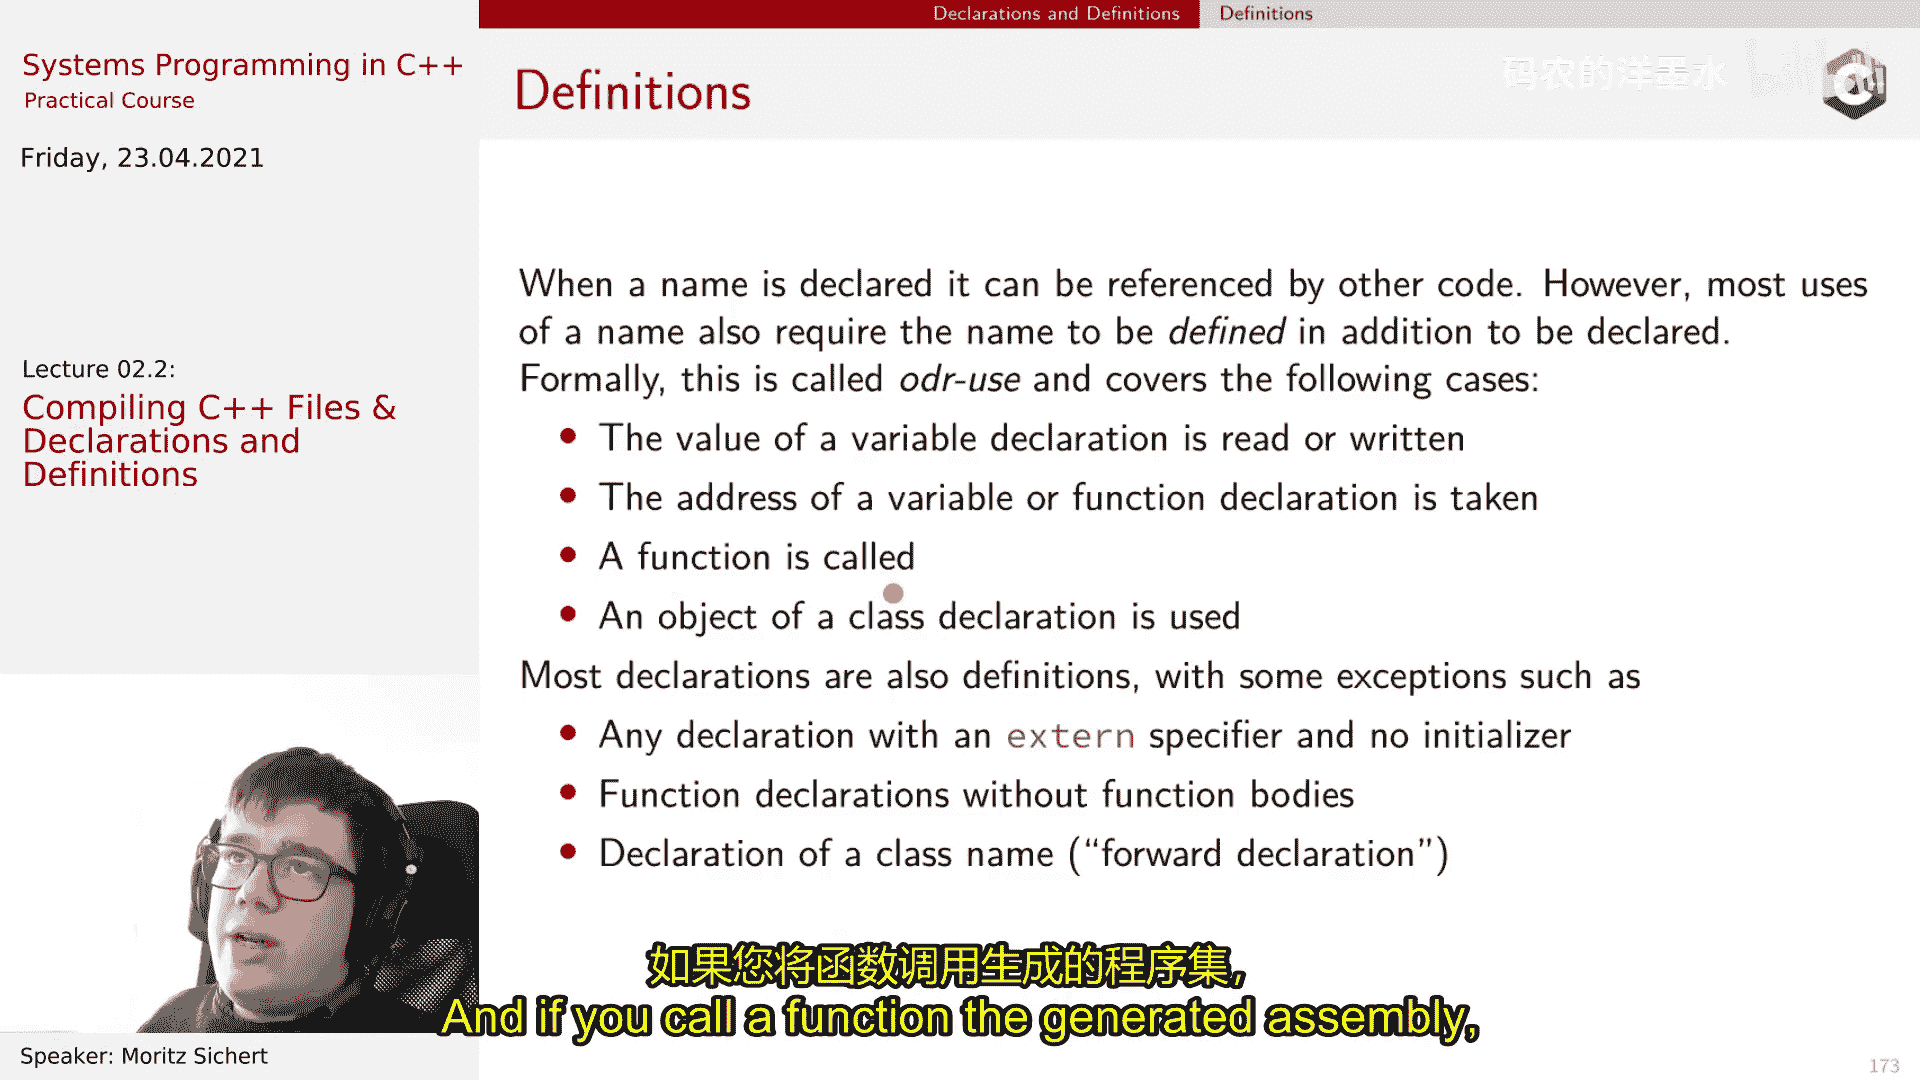 Declarations and Definitions
Definitions
Systems Programming in C++
Practical Course
Friday, 23.04.2021
Lecture 02.2:
Compiling C++ Files &
Declarations and
Definitions
Definitions
码农的洋墨水
When a name is declared it can be referenced by other code. However, most uses
of a name also require the name to be defined in addition to be declared.
Formally, this is called odr-use and covers the following cases:
• The value of a variable declaration is read or written
• The address of a variable or function declaration is taken
• A function is called
• An object of a class declaration is used
Most declarations are also definitions, with some exceptions such as
• Any declaration with an extern specifier and no initializer
• Function declarations without function bodies
• Declaration of a class name (“forward declaration”)
如果您将函数调用生成的程序集,
And if you call a function the generated assembly,
Speaker: Moritz Sichert
173